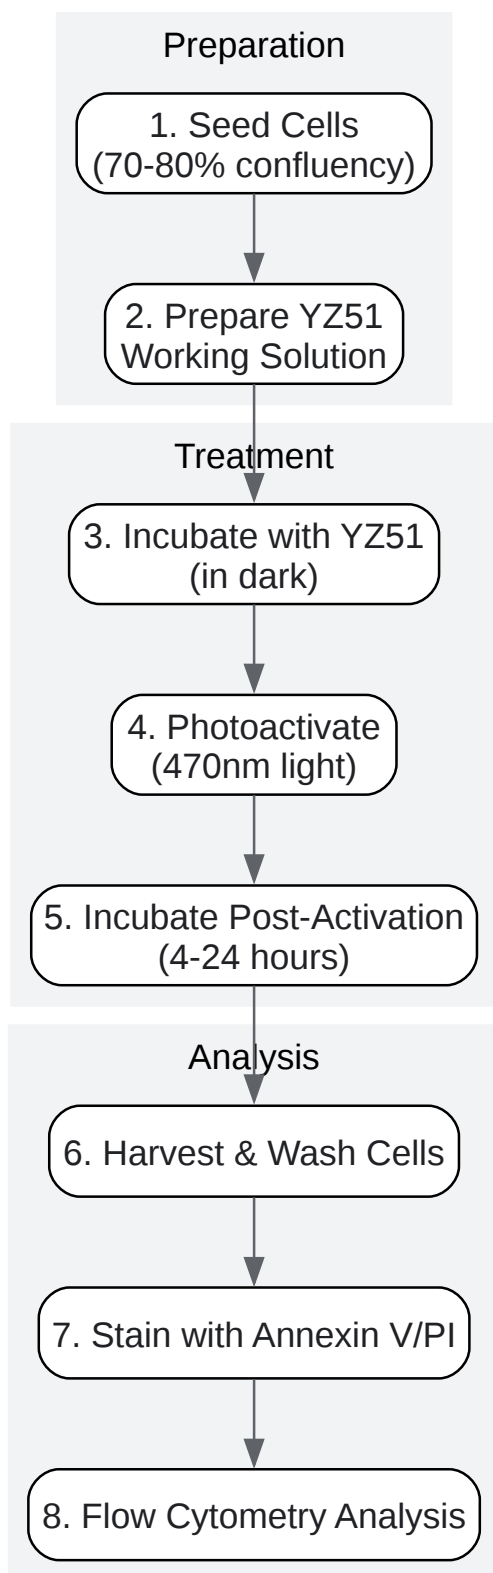 Preparation
1. Seed Cells
(70-80% confluency)
2. Prepare YZ51
Working Solution
Treatment
3. Incubate with YZ51
(in dark)
4. Photoactivate
(470nm light)
5. Incubate Post-Activation
(4-24 hours)
Analysis
6. Harvest & Wash Cells
7. Stain with Annexin V/PI
8. Flow Cytometry Analysis